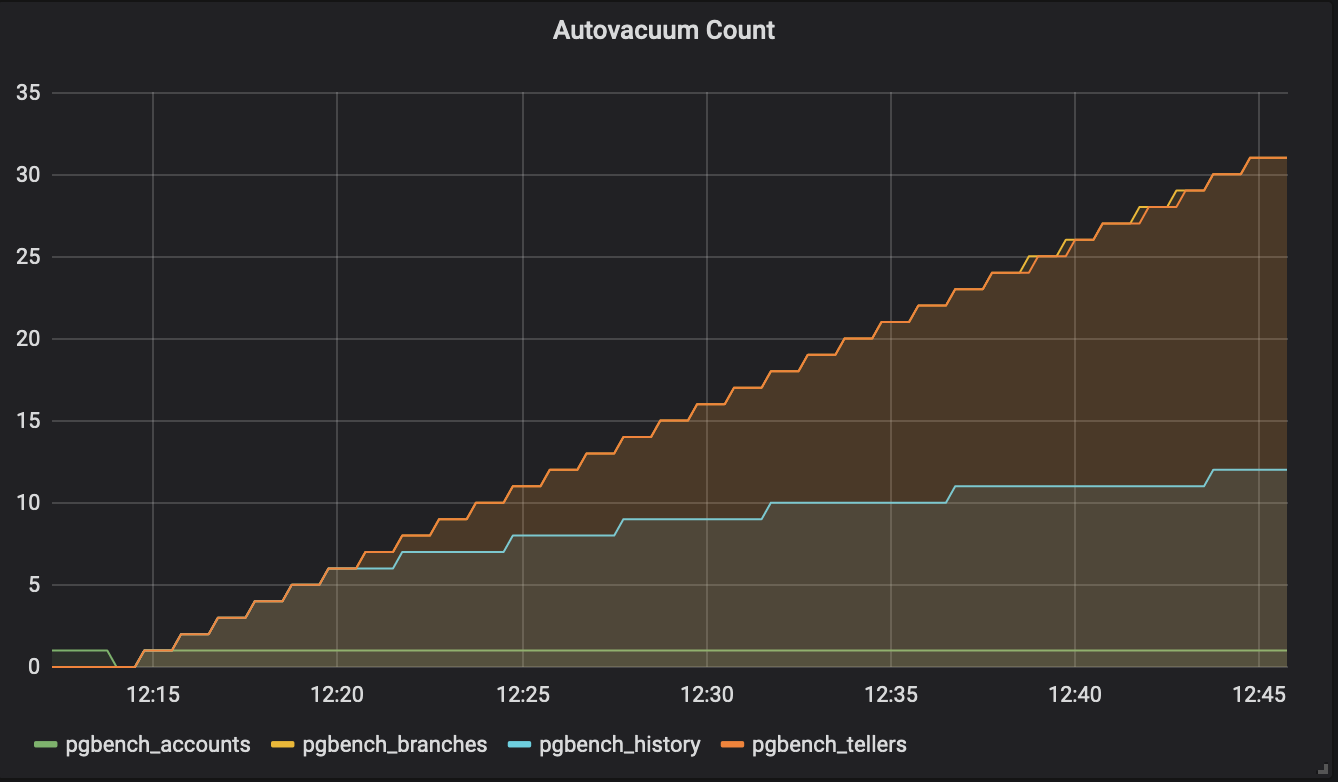 Autovacuum Count
35
30
25
20
15
10
5
0
12:15 12:20 12:25 12:30 12:35 12:40 12:45
pgbench_accounts pgbench_branches pgbench_history pgbench_tellers